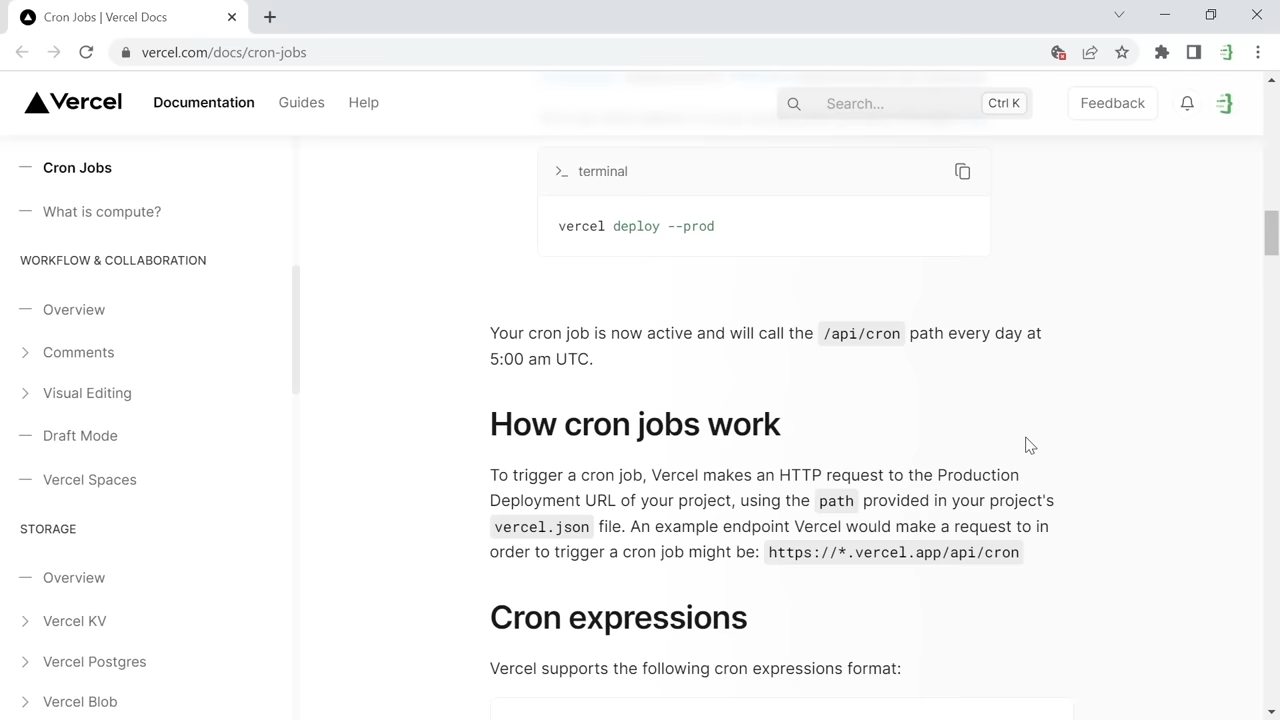 Cron Jobs | Vercel Docs
vercel.com/docs/cron-jobs
Vercel
Documentation
Guides
Help
Search...
Ctrl K
Feedback
Cron Jobs
What is compute?
WORKFLOW & COLLABORATION
Overview
Comments
Visual Editing
Draft Mode
Vercel Spaces
STORAGE
Overview
Vercel KV
Vercel Postgres
Vercel Blob
>_ terminal
vercel deploy --prod
Your cron job is now active and will call the /api/cron path every day at
5:00 am UTC.
How cron jobs work
To trigger a cron job, Vercel makes an HTTP request to the Production
Deployment URL of your project, using the path provided in your project's
vercel.json file. An example endpoint Vercel would make a request to in
order to trigger a cron job might be: https://*.vercel.app/api/cron
Cron expressions
Vercel supports the following cron expressions format: